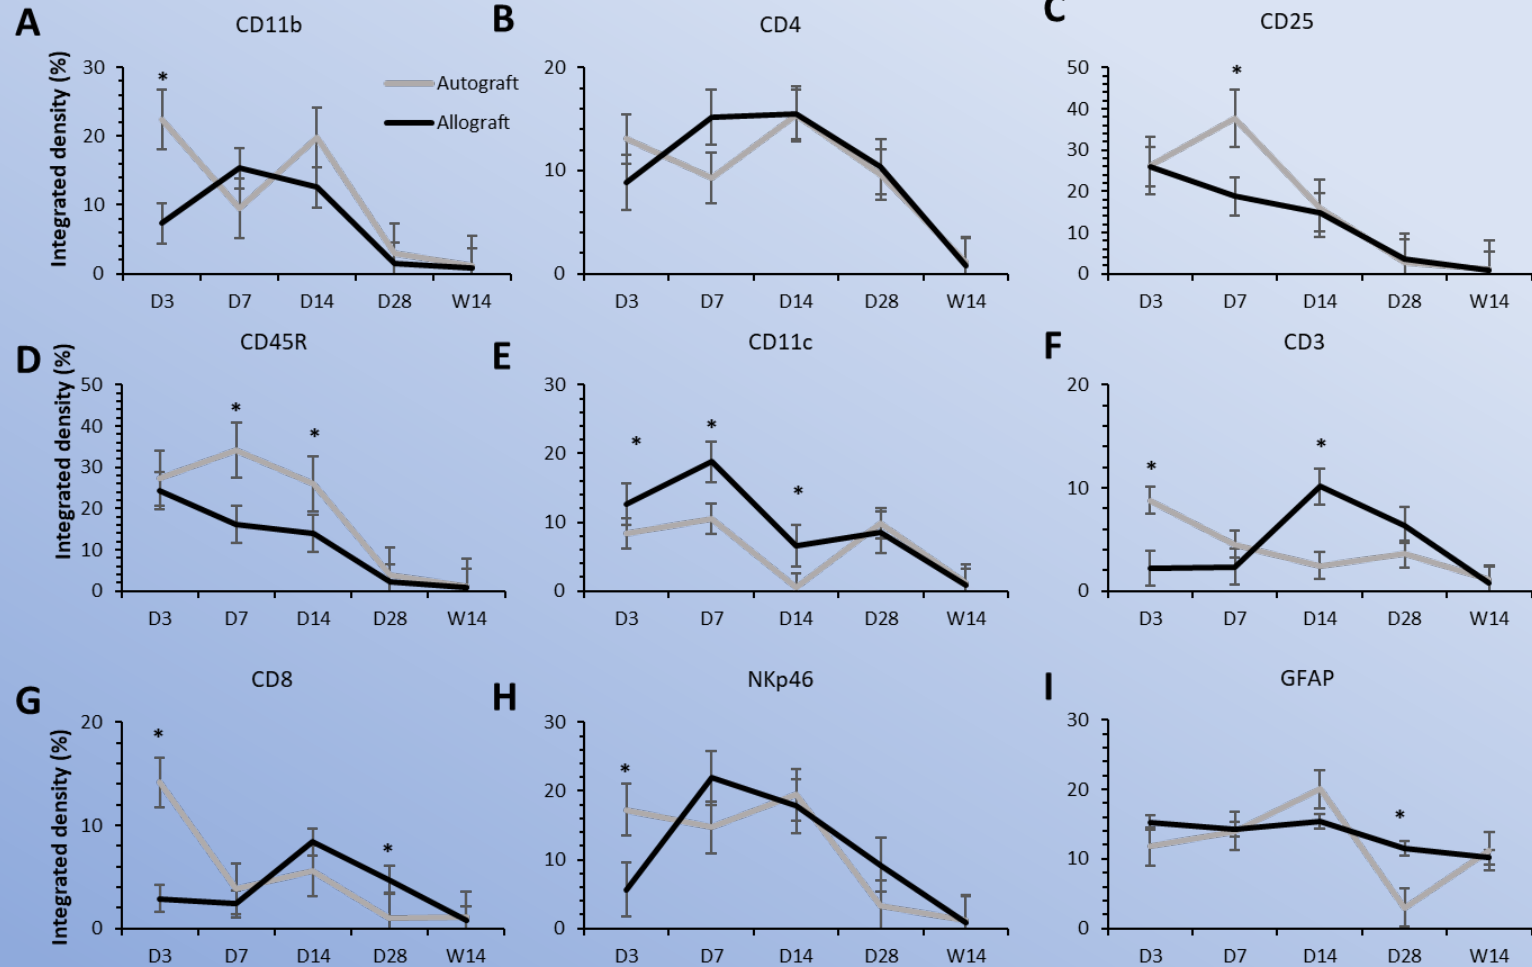 A CD11b
B CD4
C CD25
Integrated density (%)
30
20
10
0
* 
Autograft
Allograft
D3 D7 D14 D28 W14
20
10
0
D3 D7 D14 D28 W14
50
40
30
20
10
0
*
D3 D7 D14 D28 W14
D CD45R
E CD11c
F CD3
Integrated density (%)
50
40
30
20
10
0
* *
D3 D7 D14 D28 W14
30
20
10
0
* * *
D3 D7 D14 D28 W14
20
10
0
* *
D3 D7 D14 D28 W14
G CD8
H NKp46
I GFAP
Integrated density (%)
20
10
0
* *
D3 D7 D14 D28 W14
30
20
10
0
*
D3 D7 D14 D28 W14
30
20
10
0
*
D3 D7 D14 D28 W14